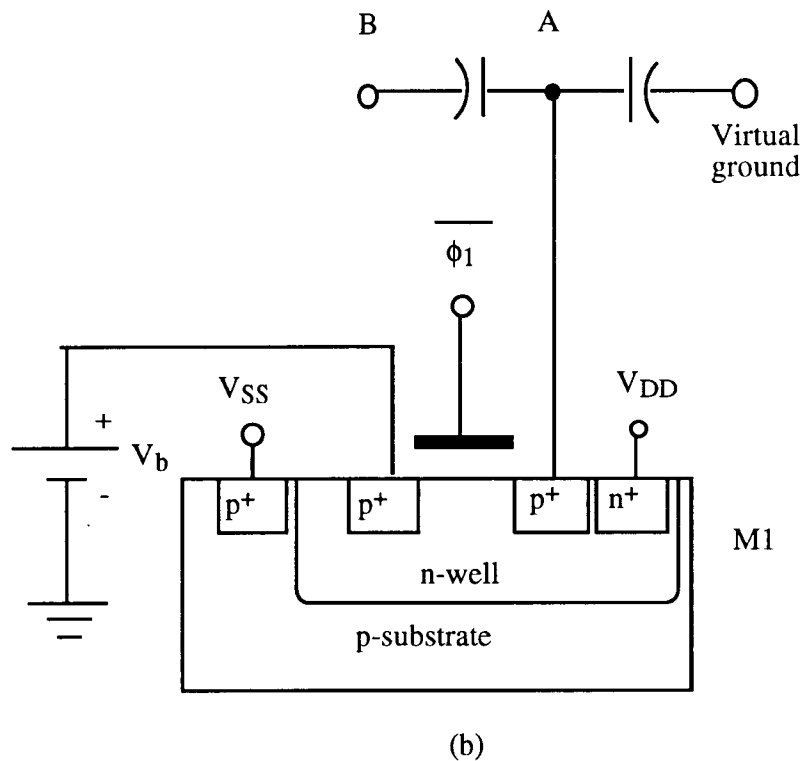 B
A
Virtual
ground
ϕ1
VSS
VDD
+
Vb
-
p+
p+
p+
n+
M1
n-well
p-substrate
(b)